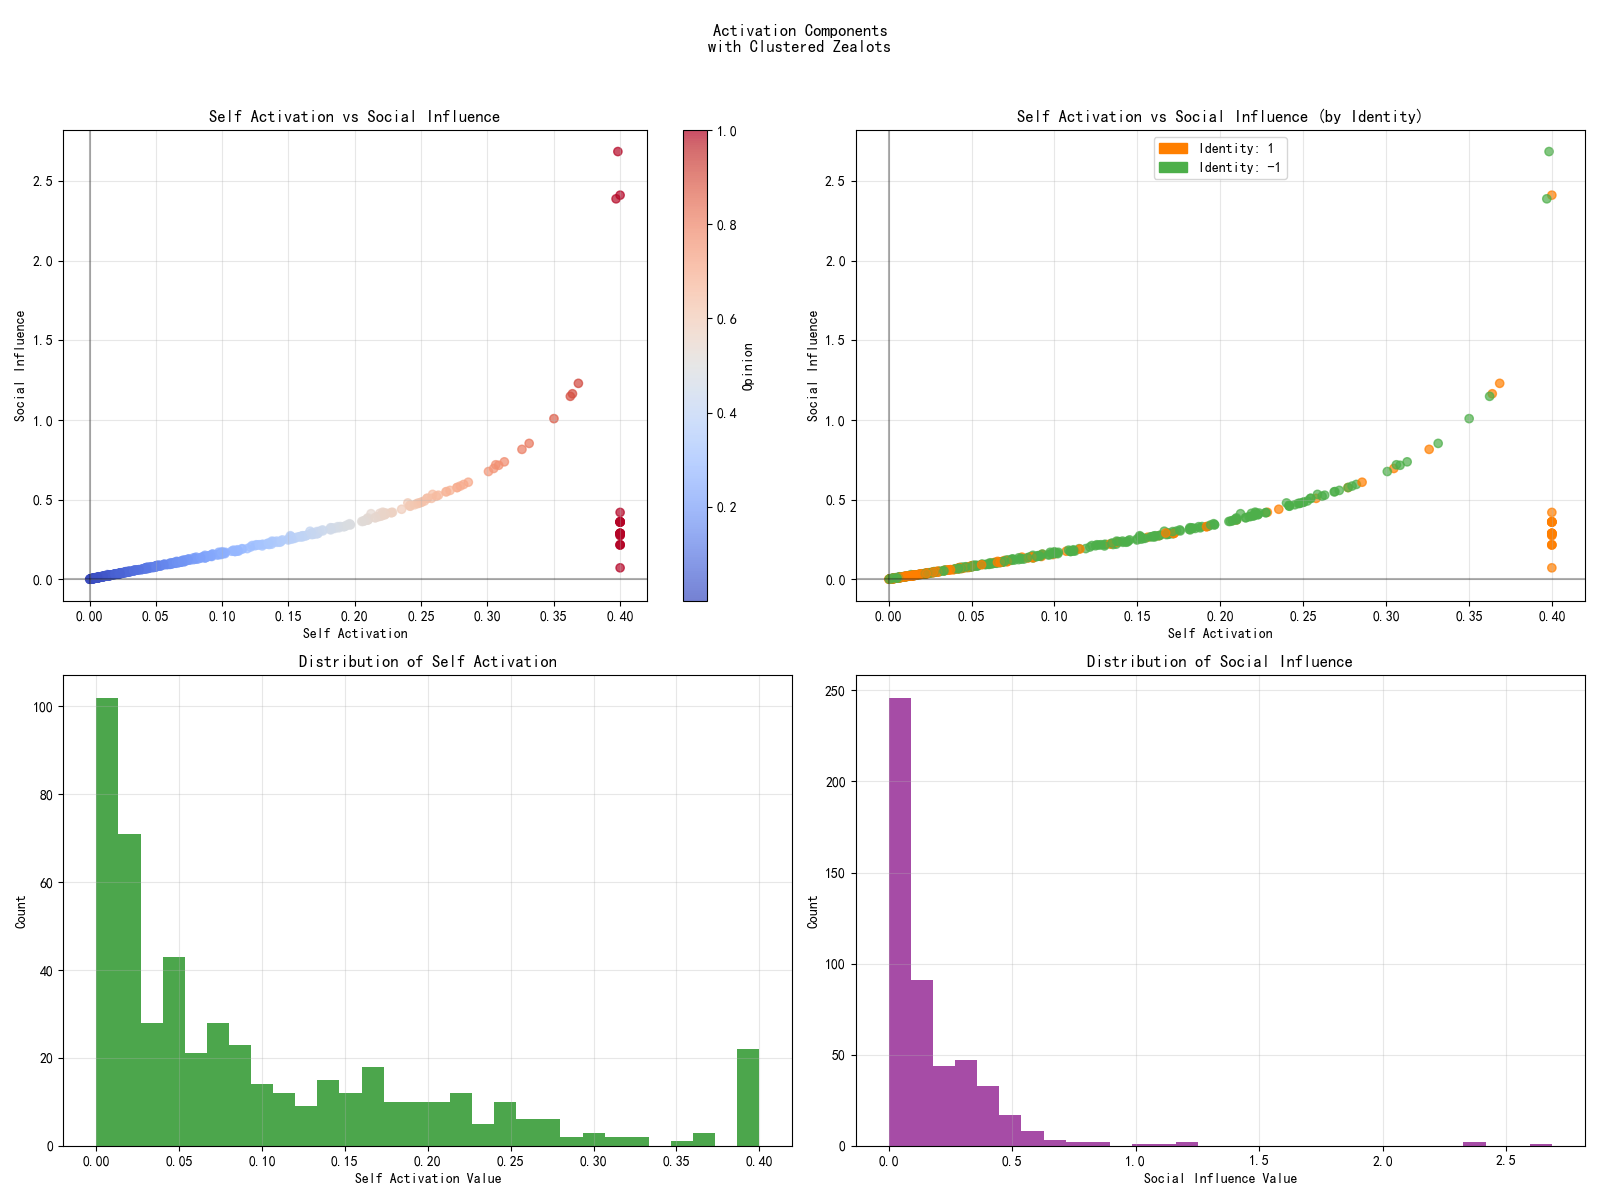 Activation Components
with Clustered Zealots
Self Activation vs Social Influence
Social Influence
2.5
2.0
1.5
1.0
0.5
0.0
0.00 0.05 0.10 0.15 0.20 0.25 0.30 0.35 0.40
Self Activation
1.0
0.8
0.6
0.4
0.2
Opinion
Self Activation vs Social Influence (by Identity)
Identity: 1
Identity: -1
Social Influence
2.5
2.0
1.5
1.0
0.5
0.0
0.00 0.05 0.10 0.15 0.20 0.25 0.30 0.35 0.40
Self Activation
Distribution of Self Activation
Count
100
80
60
40
20
0
0.00 0.05 0.10 0.15 0.20 0.25 0.30 0.35 0.40
Self Activation Value
Distribution of Social Influence
Count
250
200
150
100
50
0
0.0 0.5 1.0 1.5 2.0 2.5
Social Influence Value